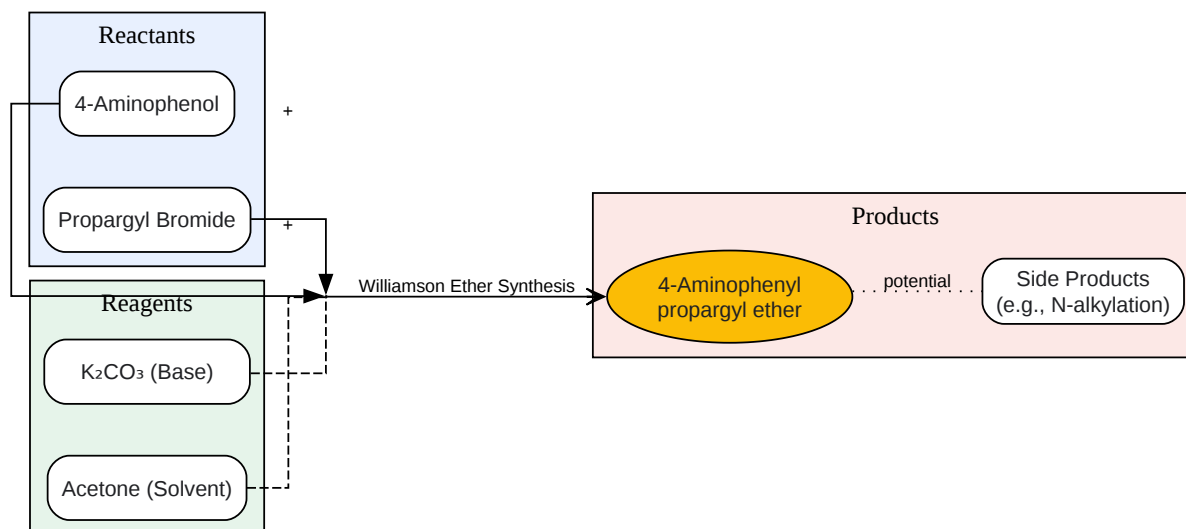 Reactants
4-Aminophenol
+
Propargyl Bromide
+
Reagents
K₂CO₃ (Base)
Acetone (Solvent)
Williamson Ether Synthesis
Products
4-Aminophenyl
propargyl ether
potential
Side Products
(e.g., N-alkylation)